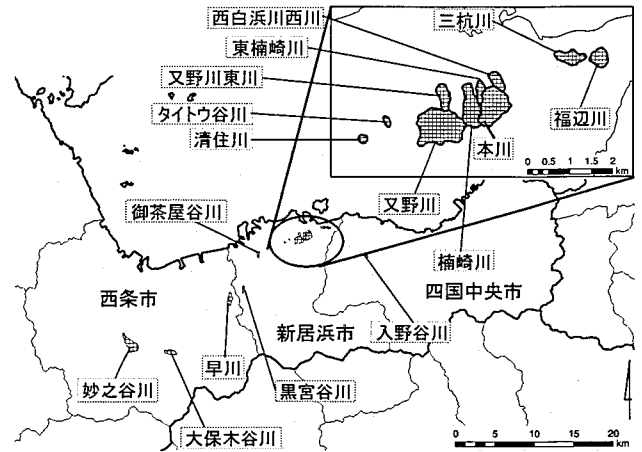 西白浜川西川
三杭川
東楠崎川
又野川東川
タイトウ谷川
清住川
福辺川
本川
0 0.5 1 1.5 2
km
又野川
御茶屋谷川
楠崎川
西条市
四国中央市
新居浜市
入野谷川
早川
妙之谷川
黒宮谷川
大保木谷川
0 5 10 15 20
km